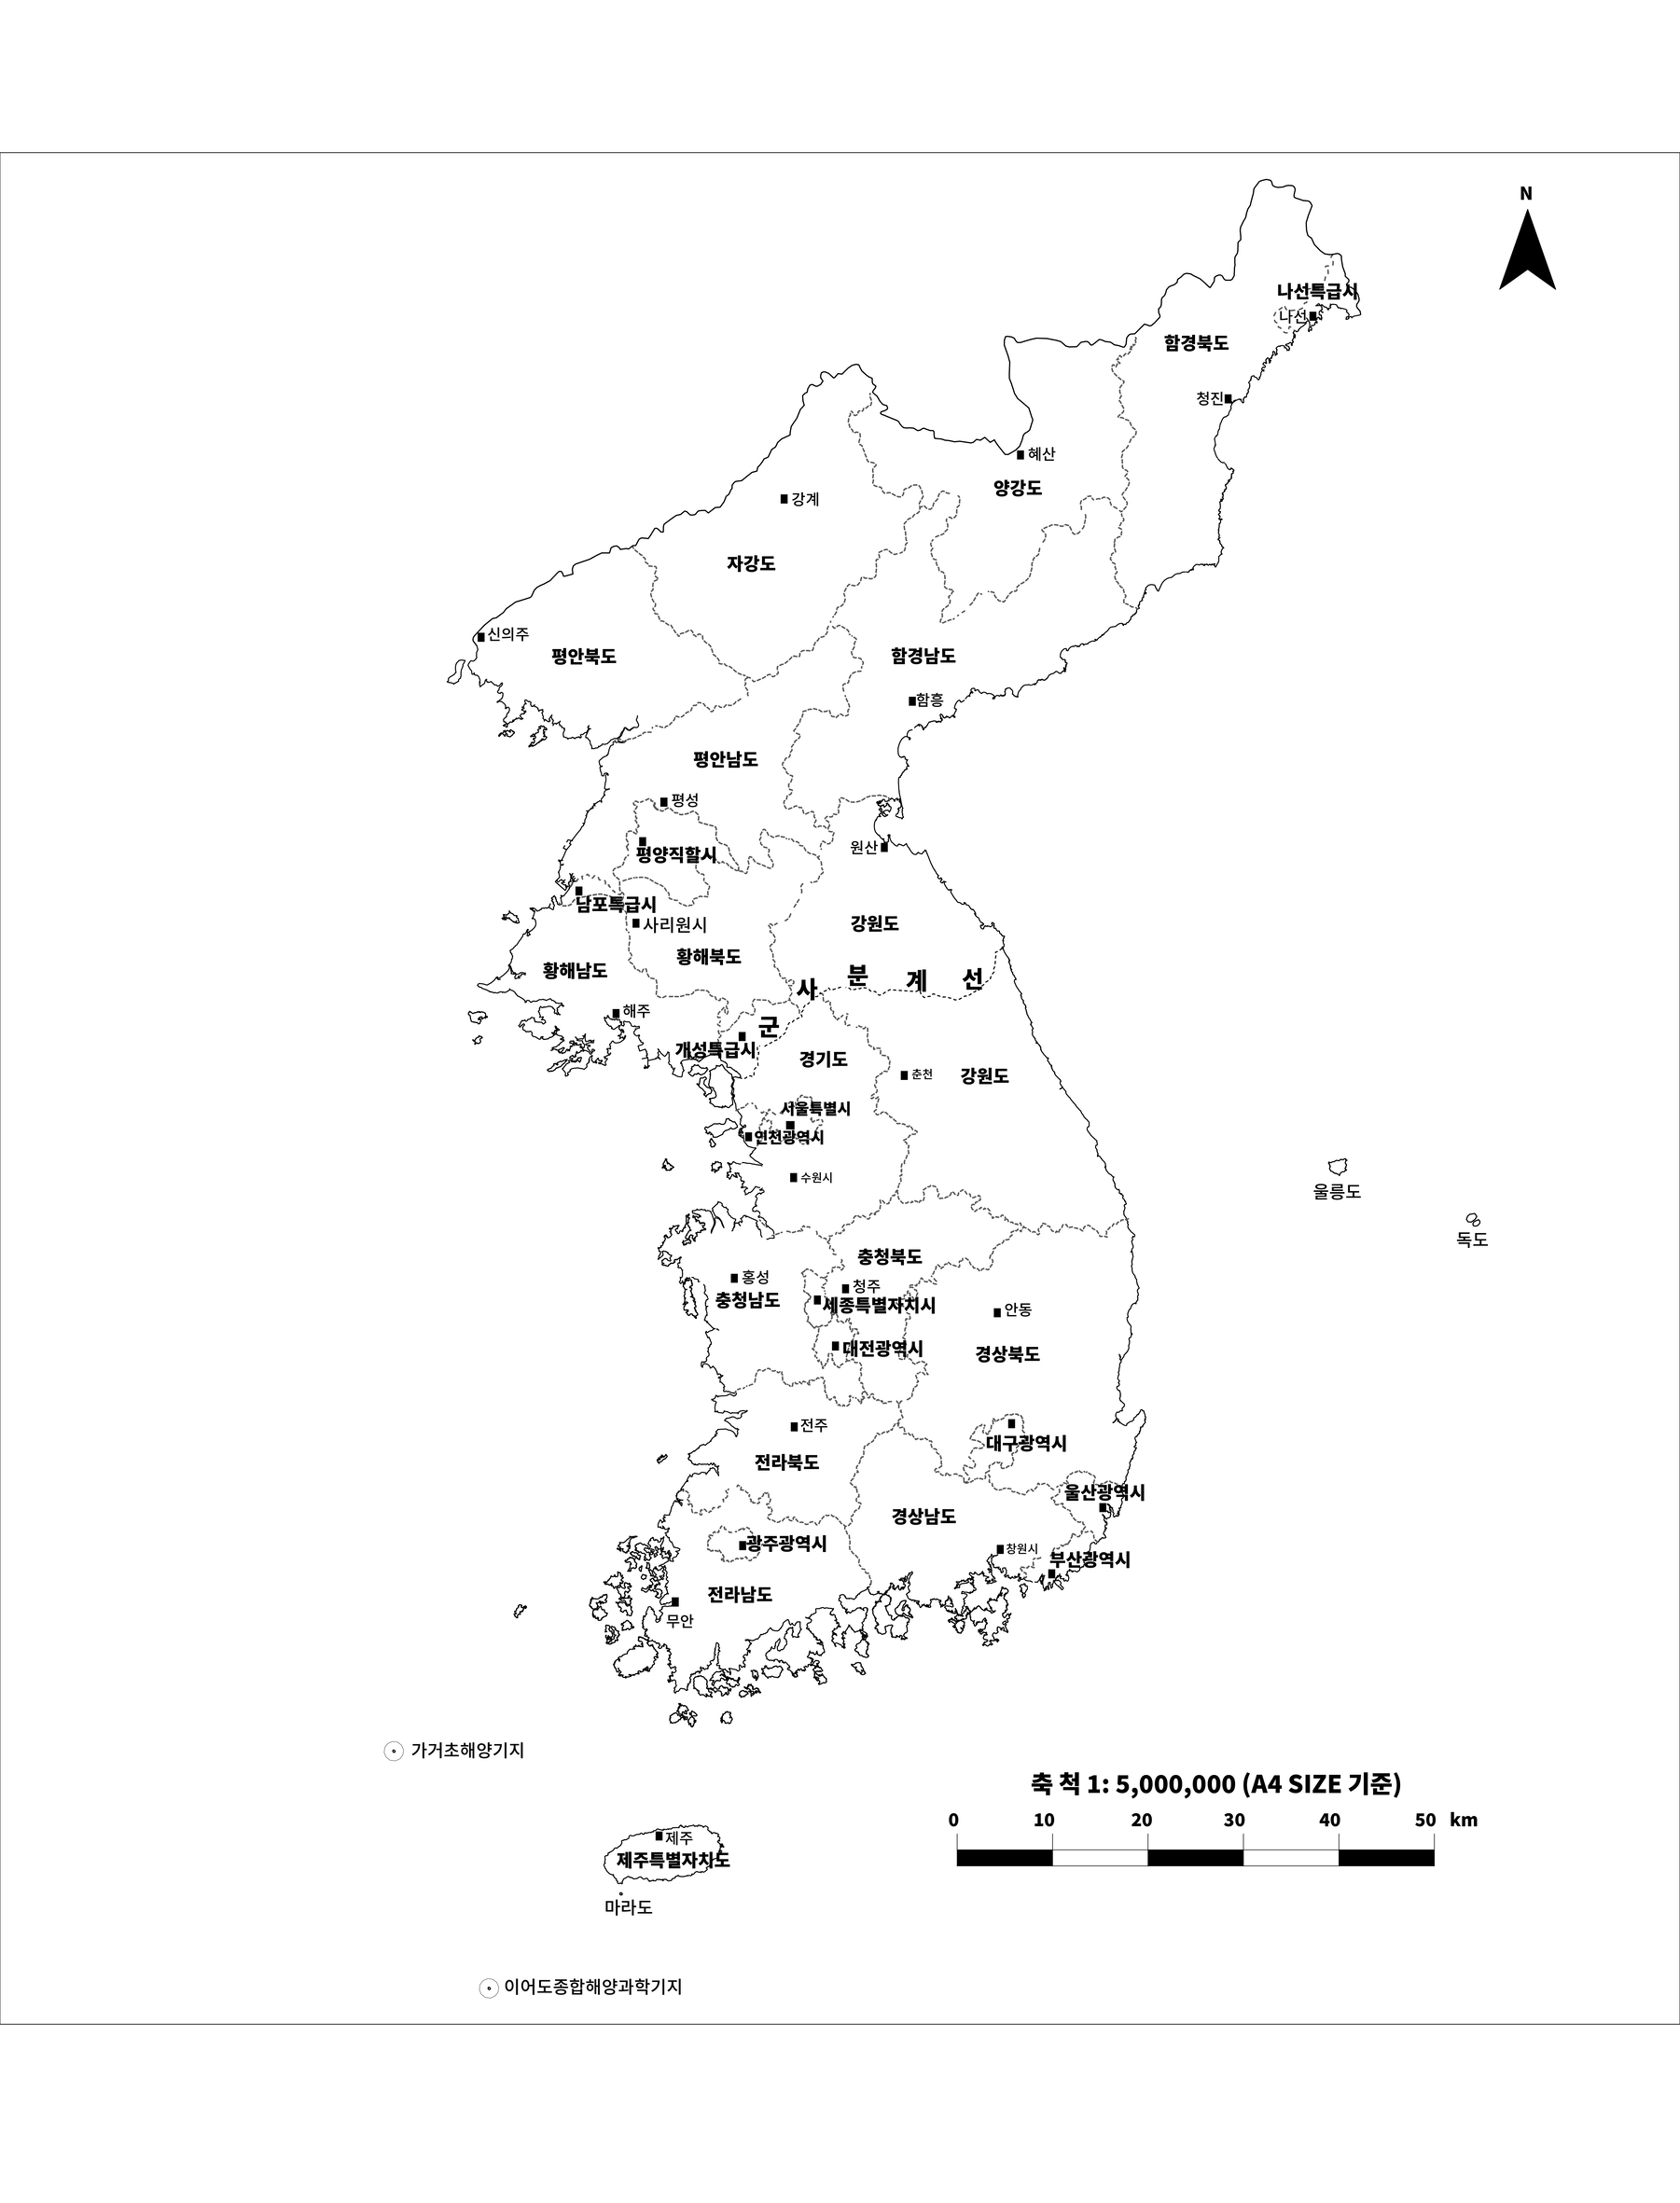 N
나선특급시
나선
함경북도
청진
혜산
양강도
강계
자강도
신의주
평안북도
함경남도
함흥
평안남도
평성
평양직할시
원산
남포특급시
사리원시
강원도
황해북도
황해남도
군 사 분 계 선
해주
개성특급시
경기도
춘천
강원도
서울특별시
인천광역시
수원시
울릉도
독도
충청북도
홍성
청주
충청남도
세종특별자치시
안동
대전광역시
경상북도
전주
대구광역시
전라북도
울산광역시
경상남도
광주광역시
창원시
부산광역시
전라남도
무안
가거초해양기지
축 척 1: 5,000,000 (A4 SIZE 기준)
0 10 20 30 40 50 km
제주
제주특별자치도
마라도
이어도종합해양과학기지